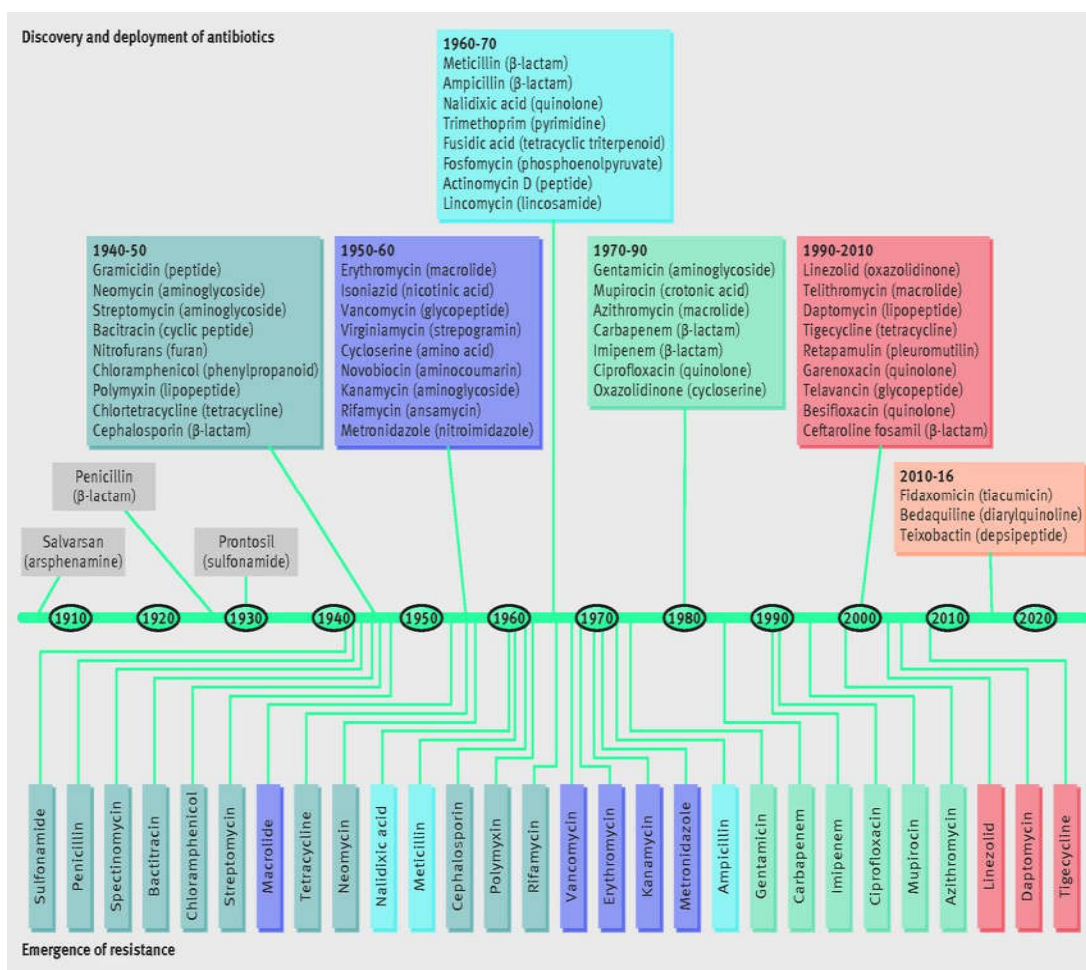 Discovery and deployment of antibiotics
1960-70
Meticillin (β-lactam)
Ampicillin (β-lactam)
Nalidixic acid (quinolone)
Trimethoprim (pyrimidine)
Fusidic acid (tetracyclic triterpenoid)
Fosfomycin (phosphoenolpyruvate)
Actinomycin D (peptide)
Lincomycin (lincosamide)
1940-50
Gramicidin (peptide)
Neomycin (aminoglycoside)
Streptomycin (aminoglycoside)
Bacitracin (cyclic peptide)
Nitrofurans (furan)
Chloramphenicol (phenylpropanoid)
Polymyxin (lipopeptide)
Chlortetracycline (tetracycline)
Cephalosporin (β-lactam)
1950-60
Erythromycin (macrolide)
Isoniazid (nicotinic acid)
Vancomycin (glycopeptide)
Virginiamycin (strepogramin)
Cycloserine (amino acid)
Novobiocin (aminocoumarin)
Kanamycin (aminoglycoside)
Rifamycin (ansamycin)
Metronidazole (nitroimidazole)
1970-90
Gentamicin (aminoglycoside)
Mupirocin (crotonic acid)
Azithromycin (macrolide)
Carbapenem (β-lactam)
Imipenem (β-lactam)
Ciprofloxacin (quinolone)
Oxazolidinone (cycloserine)
1990-2010
Linezolid (oxazolidinone)
Telithromycin (macrolide)
Daptomycin (lipopeptide)
Tigecycline (tetracycline)
Retapamulin (pleuromutilin)
Garenoxacin (quinolone)
Telavancin (glycopeptide)
Besifloxacin (quinolone)
Ceftaroline fosamil (β-lactam)
Penicillin
(β-lactam)
2010-16
Fidaxomicin (tiacumicin)
Bedaquiline (diarylquinoline)
Teixobactin (depsipeptide)
Salvarsan
(arsphenamine)
Prontosil
(sulfonamide)
1910
1920
1930
1940
1950
1960
1970
1980
1990
2000
2010
2020
Sulfonamide
Penicillin
Spectinomycin
Bactitracin
Chloramphenicol
Streptomycin
Macrolide
Tetracycline
Neomycin
Nalidixic acid
Meticillin
Cephalosporin
Polymyxin
Rifamycin
Vancomycin
Erythromycin
Kanamycin
Metronidazole
Ampicillin
Gentamicin
Carbapenem
Imipenem
Ciprofloxacin
Mupirocin
Azithromycin
Linezolid
Daptomycin
Tigecycline
Emergence of resistance